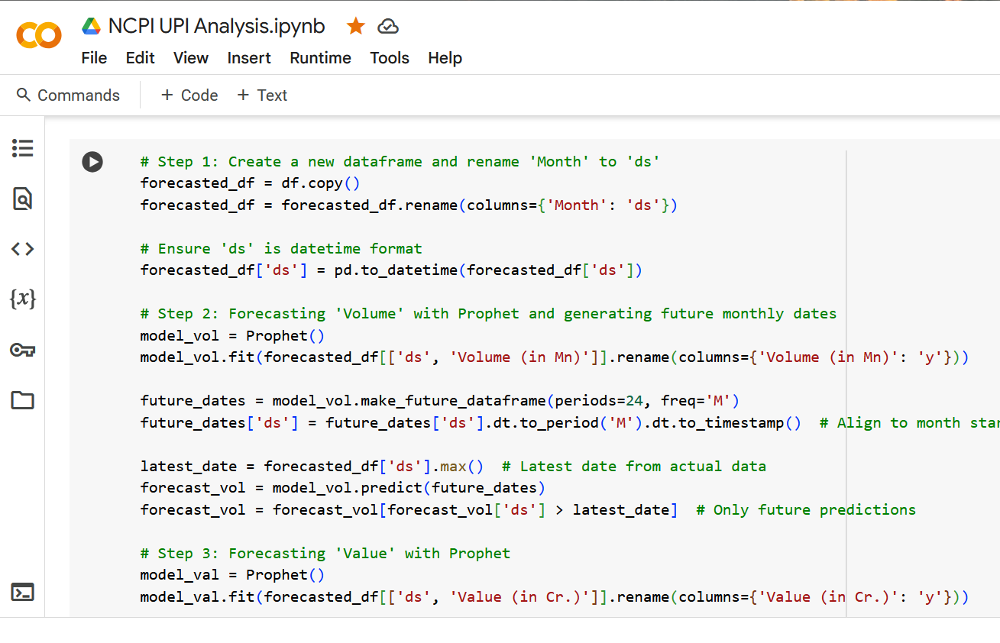 NCPI UPI Analysis.ipynb
File Edit View Insert Runtime Tools Help
Commands + Code + Text
# Step 1: Create a new dataframe and rename 'Month' to 'ds'
forecasted_df = df.copy()
forecasted_df = forecasted_df.rename(columns={'Month': 'ds'})
# Ensure 'ds' is datetime format
forecasted_df['ds'] = pd.to_datetime(forecasted_df['ds'])
# Step 2: Forecasting 'Volume' with Prophet and generating future monthly dates
model_vol = Prophet()
model_vol.fit(forecasted_df[['ds', 'Volume (in Mn)']].rename(columns={'Volume (in Mn)': 'y'}))
future_dates = model_vol.make_future_dataframe(periods=24, freq='M')
future_dates['ds'] = future_dates['ds'].dt.to_period('M').dt.to_timestamp()  # Align to month star
latest_date = forecasted_df['ds'].max()  # Latest date from actual data
forecast_vol = model_vol.predict(future_dates)
forecast_vol = forecast_vol[forecast_vol['ds'] > latest_date]  # Only future predictions
# Step 3: Forecasting 'Value' with Prophet
model_val = Prophet()
model_val.fit(forecasted_df[['ds', 'Value (in Cr.)']].rename(columns={'Value (in Cr.)': 'y'}))